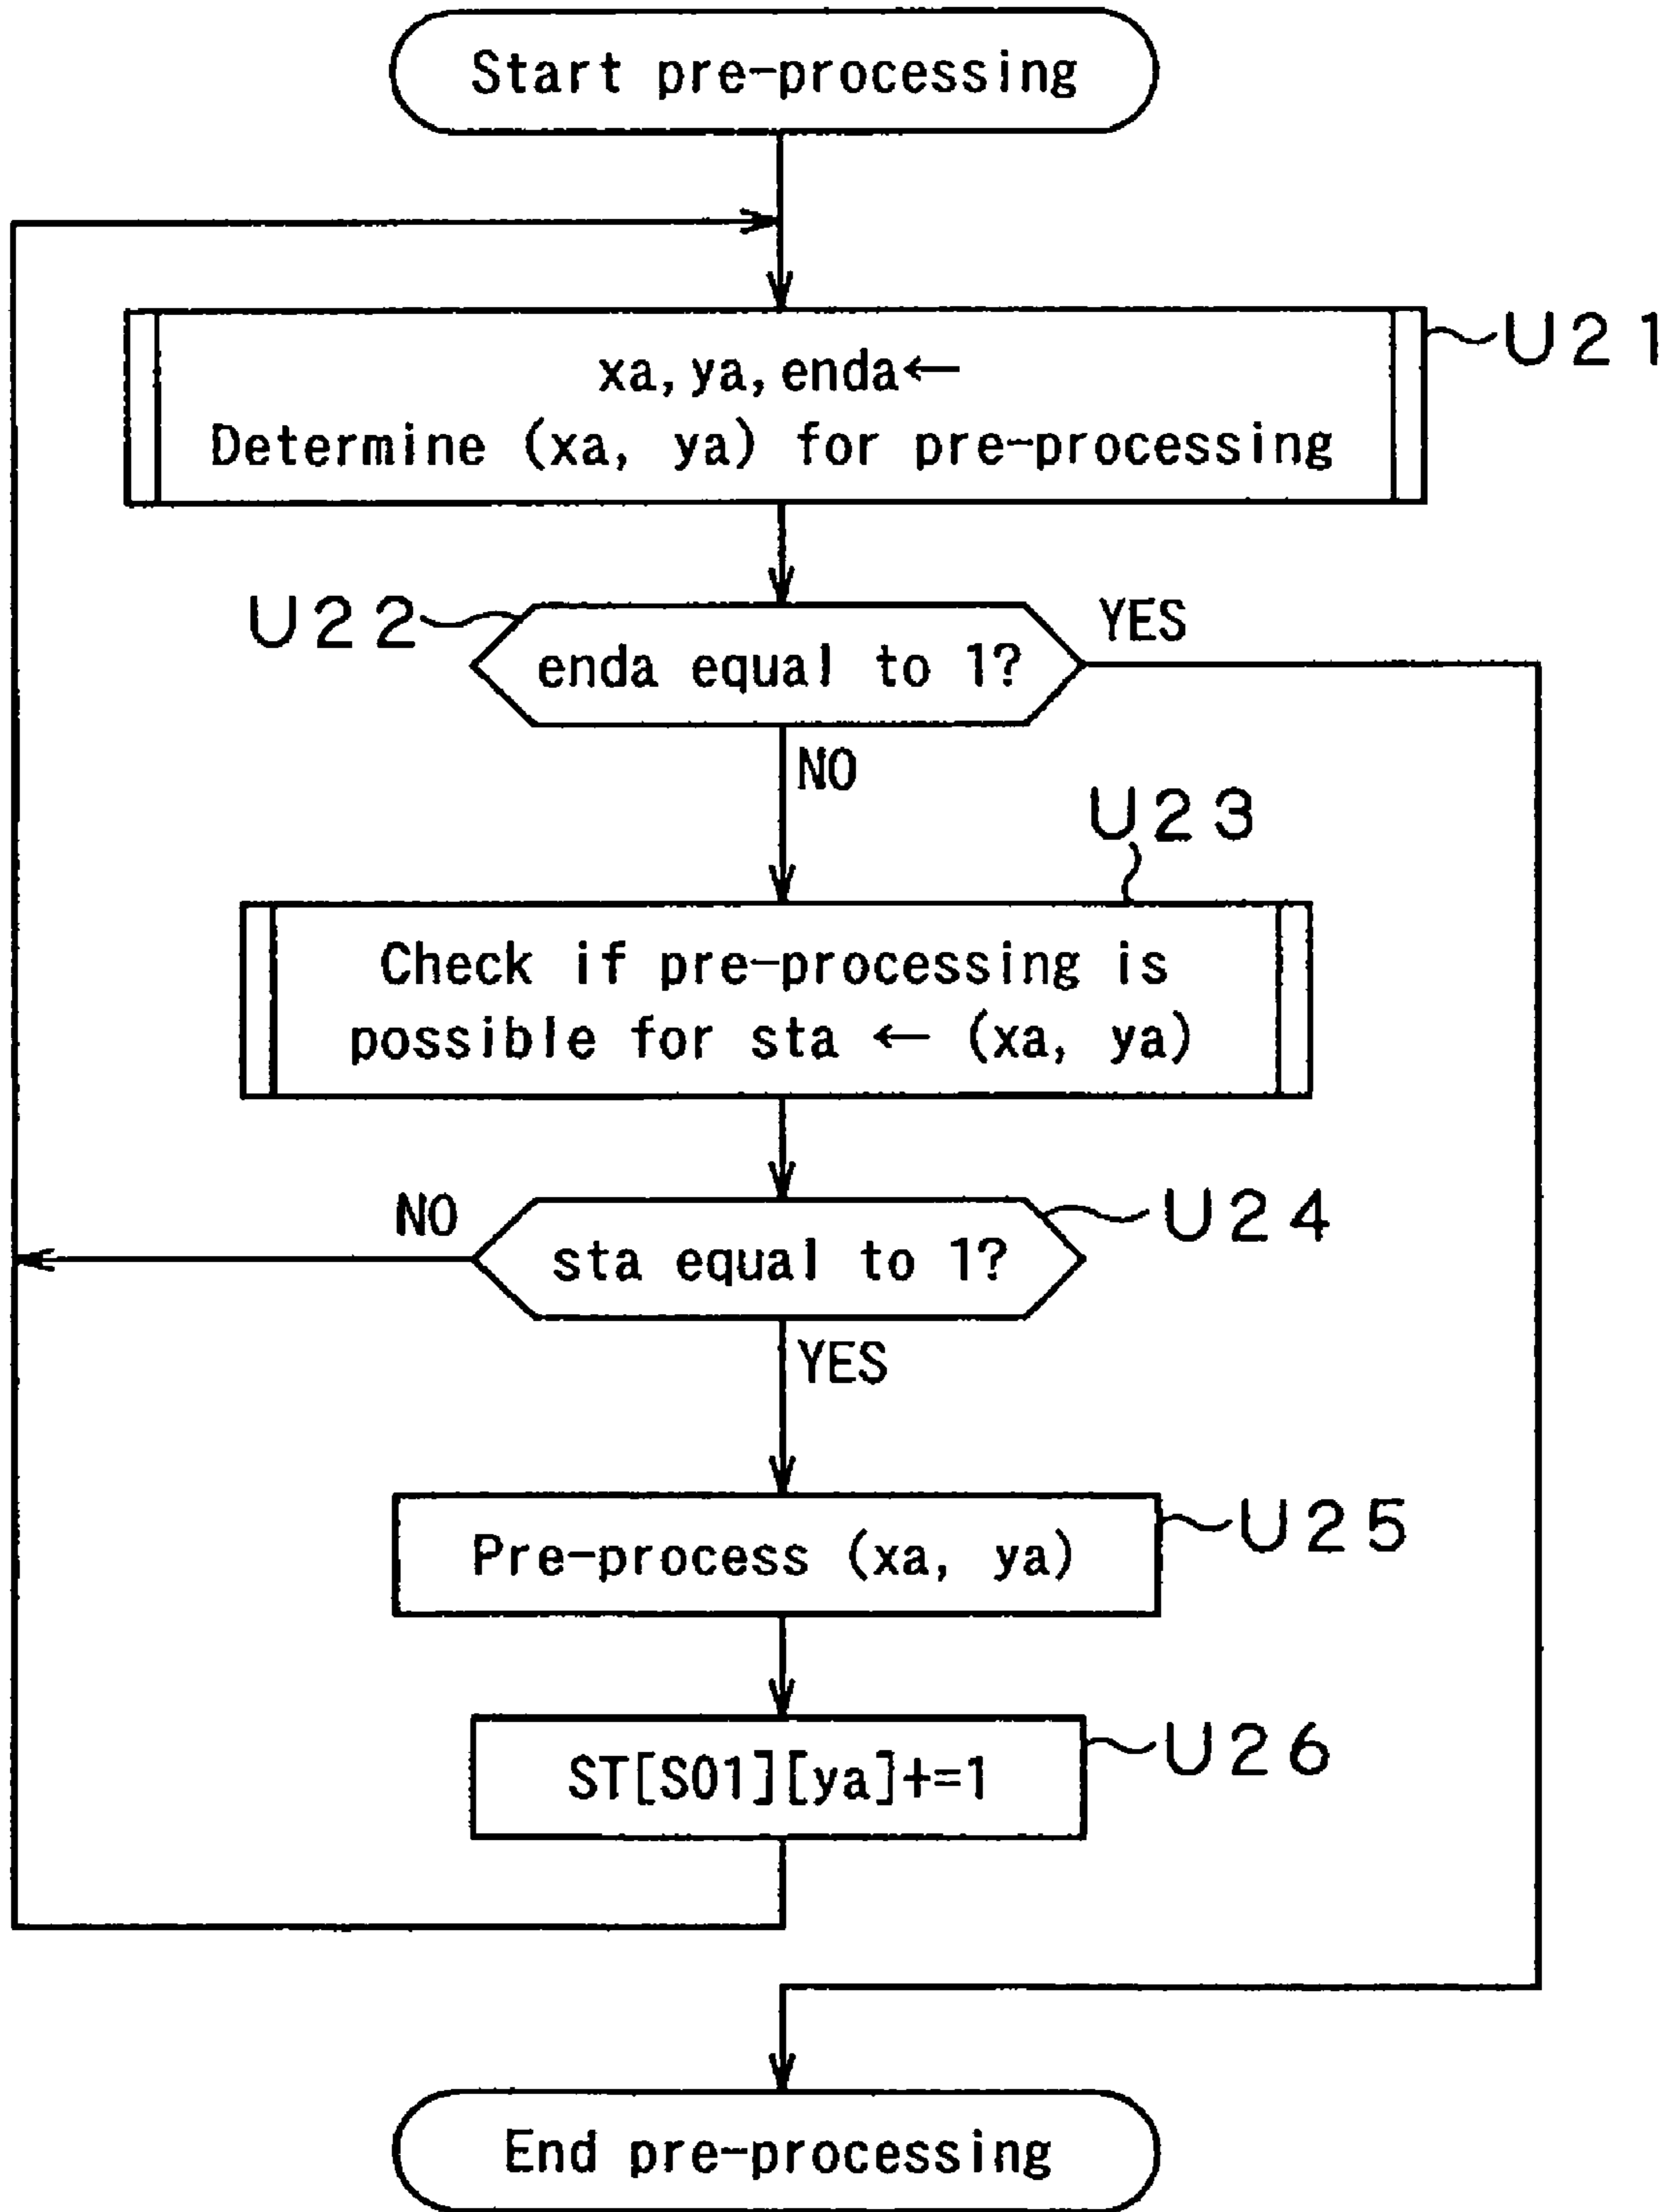 Start pre-processing
xa, ya, enda←
Determine (xa, ya) for pre-processing
U21
U22
enda equal to 1?
YES
NO
U23
Check if pre-processing is
possible for sta ← (xa, ya)
NO
sta equal to 1?
U24
YES
Pre-process (xa, ya)
U25
ST[S01][ya]+=1
U26
End pre-processing